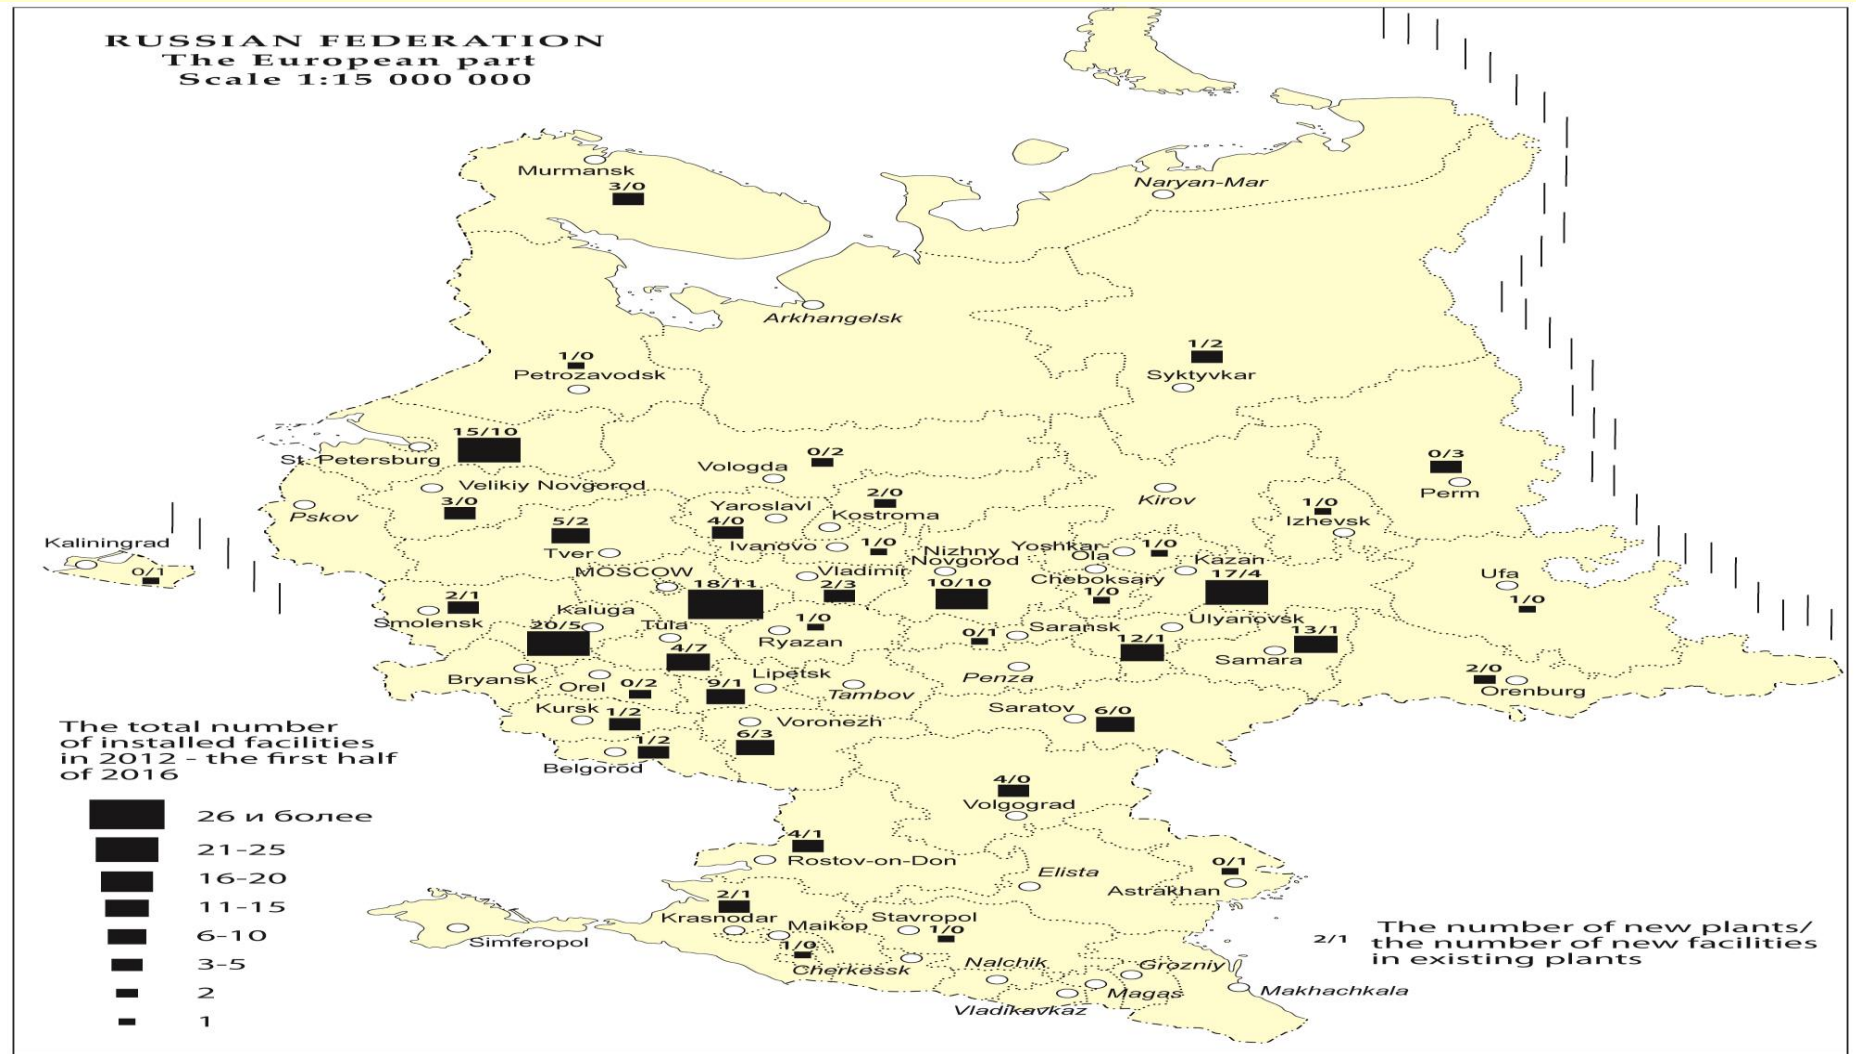 RUSSIAN FEDERATION
The European part
Scale 1:15 000 000
Murmansk
3/0
Naryan-Mar
Arkhangelsk
1/0
Petrozavodsk
1/2
Syktyvkar
15/10
St. Petersburg
Velikiy Novgorod
3/0
Pskov
Vologda
0/2
0/3
Perm
Kirov
1/0
Izhevsk
2/0
Kostroma
Yaroslavl
4/0
5/2
Tver
Ivanovo
1/0
Kaliningrad
0/1
MOSCOW
18/11
Vladimir
2/3
Nizhny
Novgorod
10/10
Yoshkar-
Ola
1/0
Cheboksary
1/0
Kazan
17/4
Ufa
1/0
2/1
Smolensk
Kaluga
20/5
Tula
4/7
1/0
Ryazan
0/1
Saransk
Ulyanovsk
12/1
13/1
Samara
Bryansk
Orel
0/2
9/1
Lipetsk
Tambov
Penza
2/0
Orenburg
Kursk
1/2
Voronezh
6/3
Saratov
6/0
1/2
Belgorod
4/0
Volgograd
4/1
Rostov-on-Don
Elista
0/1
Astrakhan
2/1
Krasnodar
Maikop
1/0
Stavropol
1/0
Cherkessk
Simferopol
Nalchik
Grozniy
Magas
Vladikavkaz
Makhachkala
The total number
of installed facilities
in 2012 - the first half
of 2016
26 и более
21-25
16-20
11-15
6-10
3-5
2
1
2/1
The number of new plants/
the number of new facilities
in existing plants